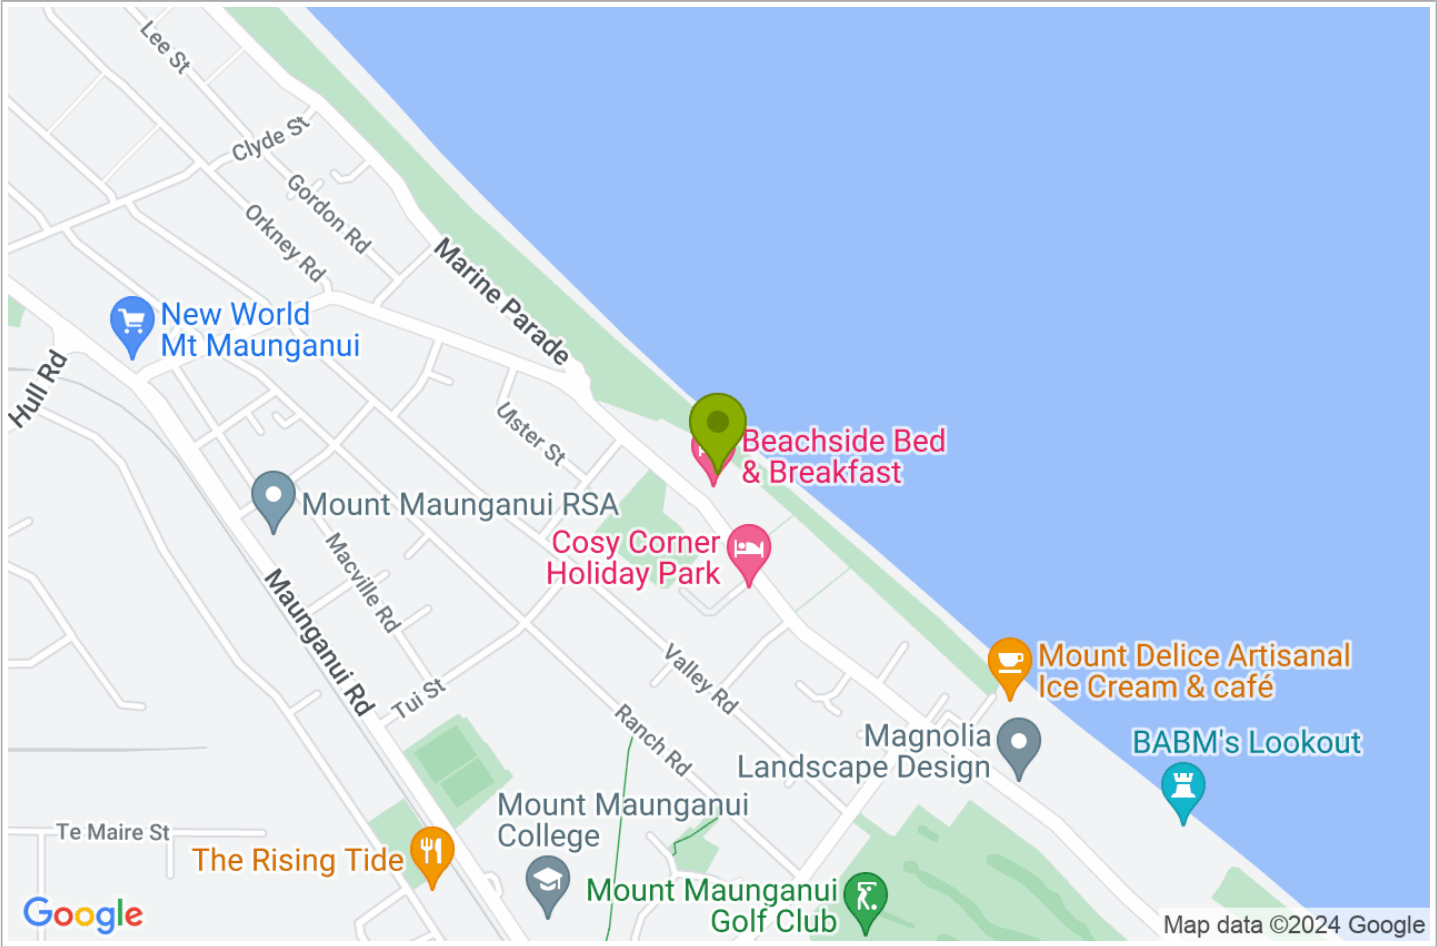 Lee St
Clyde St
Gordon Rd
Orkney Rd
Marine Parade
New World
Mt Maunganui
Hull Rd
Ulster St
Beachside Bed
& Breakfast
Mount Maunganui RSA
Cosy Corner
Holiday Park
Macville Rd
Maunganui Rd
Tui St
Valley Rd
Ranch Rd
Mount Delice Artisanal
Ice Cream & café
Magnolia
Landscape Design
BABM's Lookout
Te Maire St
Mount Maunganui
College
The Rising Tide
Mount Maunganui
Golf Club
Google
Map data ©2024 Google